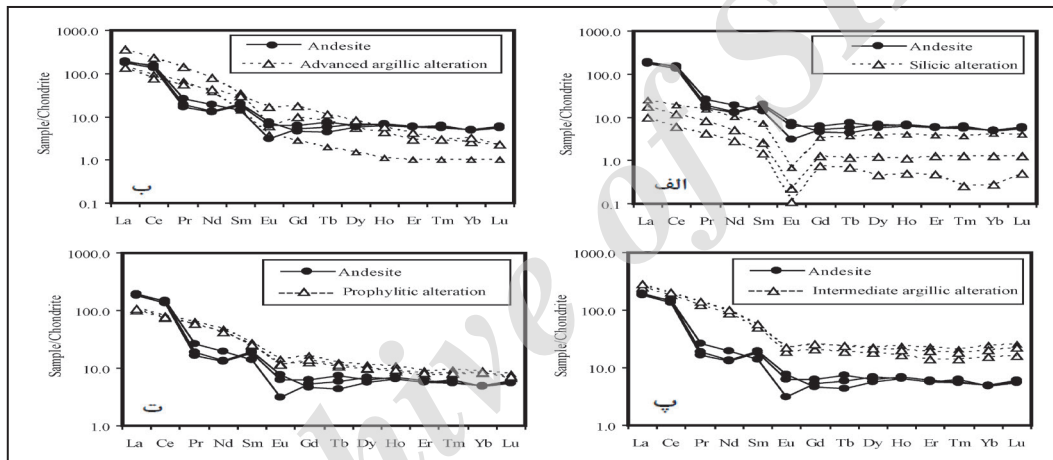 1000.0
Andesite
Advanced argillic alteration
100.0
10.0
1.0
0.1
Sample/Chondrite
ب
La Ce Pr Nd Sm Eu Gd Tb Dy Ho Er Tm Yb Lu
1000.0
Andesite
Silicic alteration
100.0
10.0
1.0
0.1
Sample/Chondrite
الف
La Ce Pr Nd Sm Eu Gd Tb Dy Ho Er Tm Yb Lu
1000.0
Andesite
Prophylitic alteration
100.0
10.0
1.0
Sample/Chondrite
ت
La Ce Pr Nd Sm Eu Gd Tb Dy Ho Er Tm Yb Lu
1000.0
Andesite
Intermediate argillic alteration
100.0
10.0
1.0
Sample/Chondrite
پ
La Ce Pr Nd Sm Eu Gd Tb Dy Ho Er Tm Yb Lu
hive of